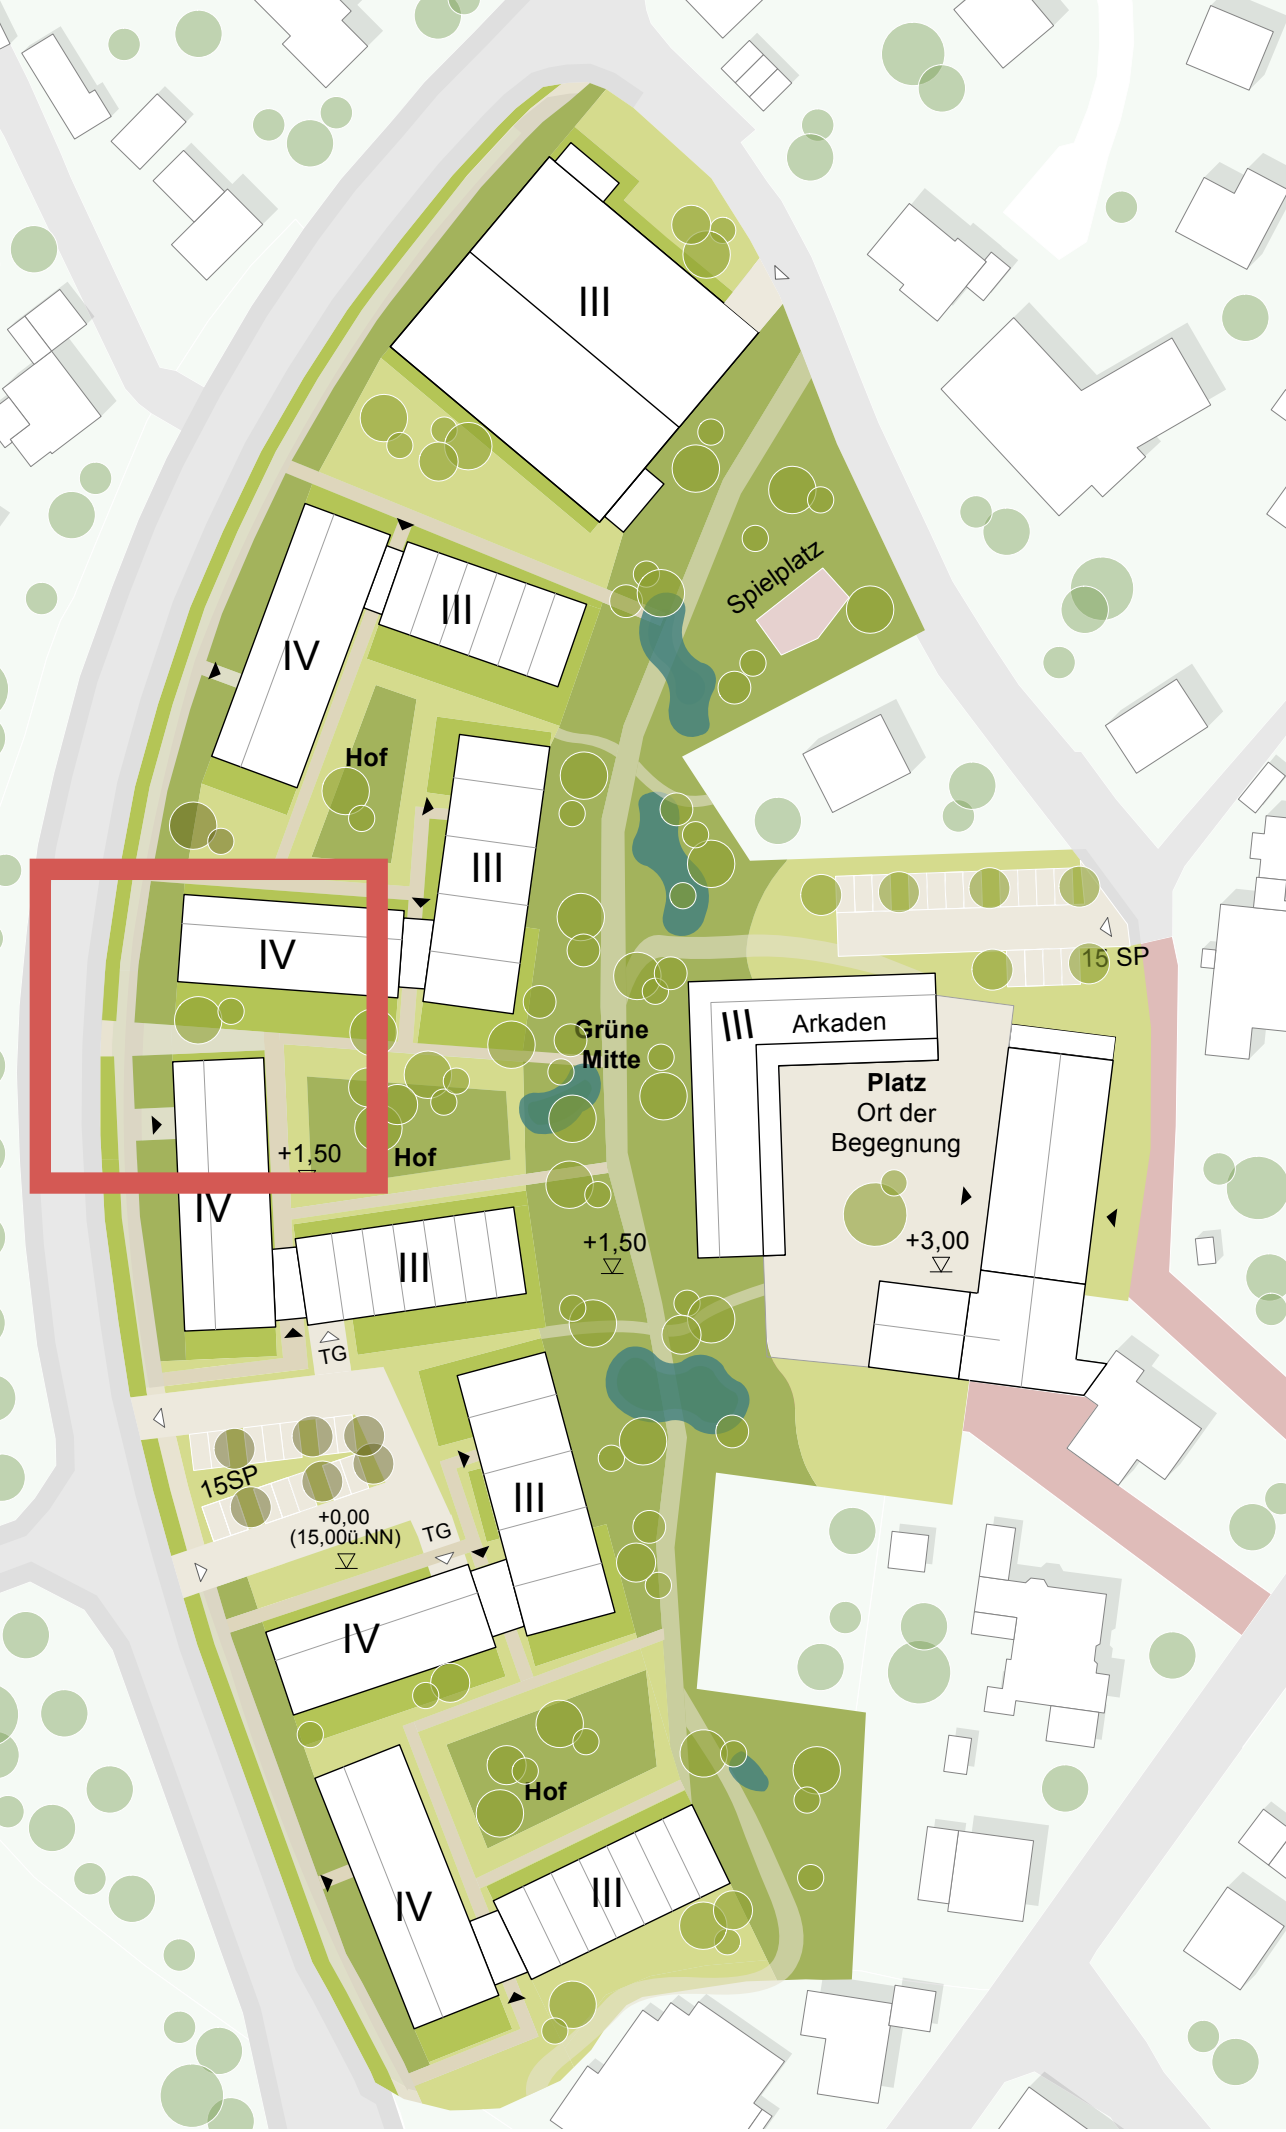 III
Spielplatz
III
IV
Hof
III
IV
15 SP
III Arkaden
Grüne
Mitte
Platz
Ort der
Begegnung
+1,50
Hof
IV
+1,50
+3,00
III
TG
15SP
III
+0,00
(15,00ü.NN)
TG
IV
Hof
III
IV